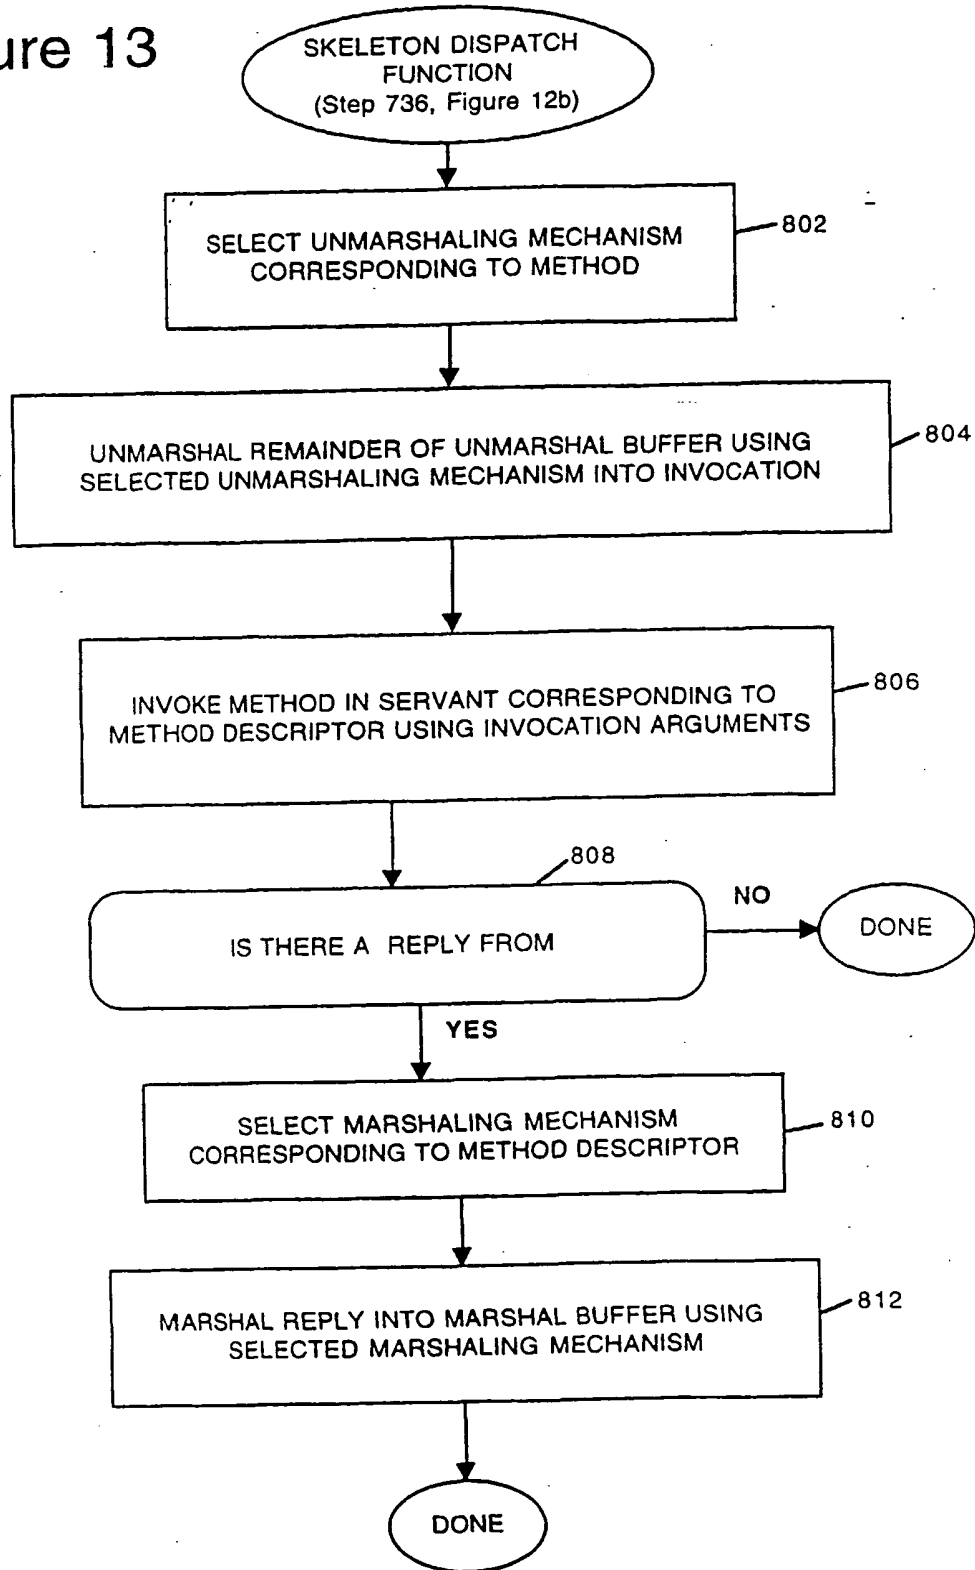 ure 13
SKELETON DISPATCH
FUNCTION
(Step 736, Figure 12b)
802
SELECT UNMARSHALING MECHANISM
CORRESPONDING TO METHOD
804
UNMARSHAL REMAINDER OF UNMARSHAL BUFFER USING
SELECTED UNMARSHALING MECHANISM INTO INVOCATION
806
INVOKE METHOD IN SERVANT CORRESPONDING TO
METHOD DESCRIPTOR USING INVOCATION ARGUMENTS
808
NO
IS THERE A REPLY FROM
DONE
YES
SELECT MARSHALING MECHANISM
CORRESPONDING TO METHOD DESCRIPTOR
810
MARSHAL REPLY INTO MARSHAL BUFFER USING
SELECTED MARSHALING MECHANISM
812
DONE